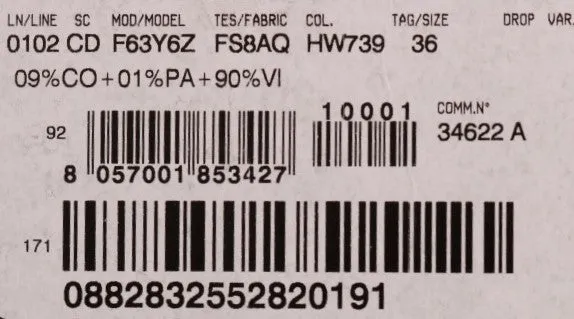 LN/LINE SC MOD/MODEL TES/FABRIC COL. TAG/SIZE DROP VAR.
0102 CD F63Y6Z FS8AQ HW739 36
09%CO+01%PA+90%VI
10001 COMM.N°
92 34622 A
8 057001 853427
171
0882832552820191